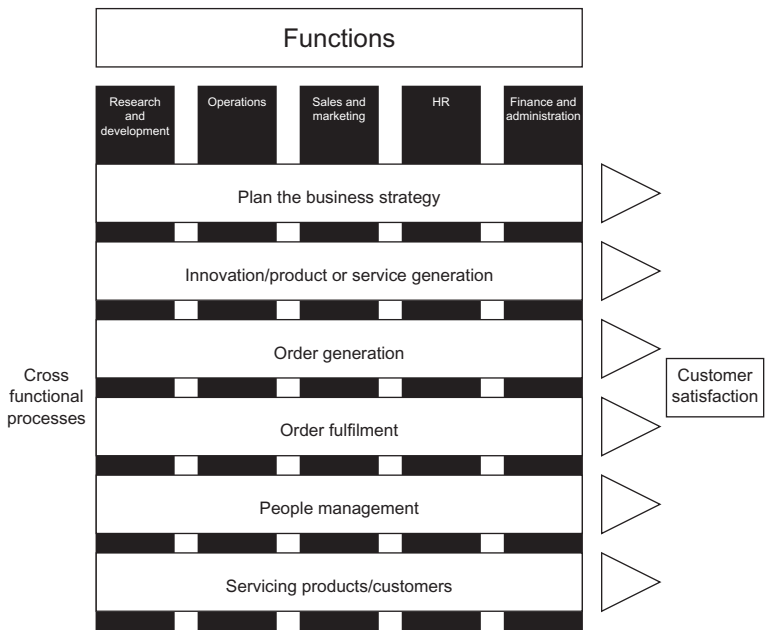 Functions
Research
and
development
Operations
Sales and
marketing
HR
Finance and
administration
Plan the business strategy
Innovation/product or service generation
Order generation
Cross
functional
processes
Customer
satisfaction
Order fulfilment
People management
Servicing products/customers